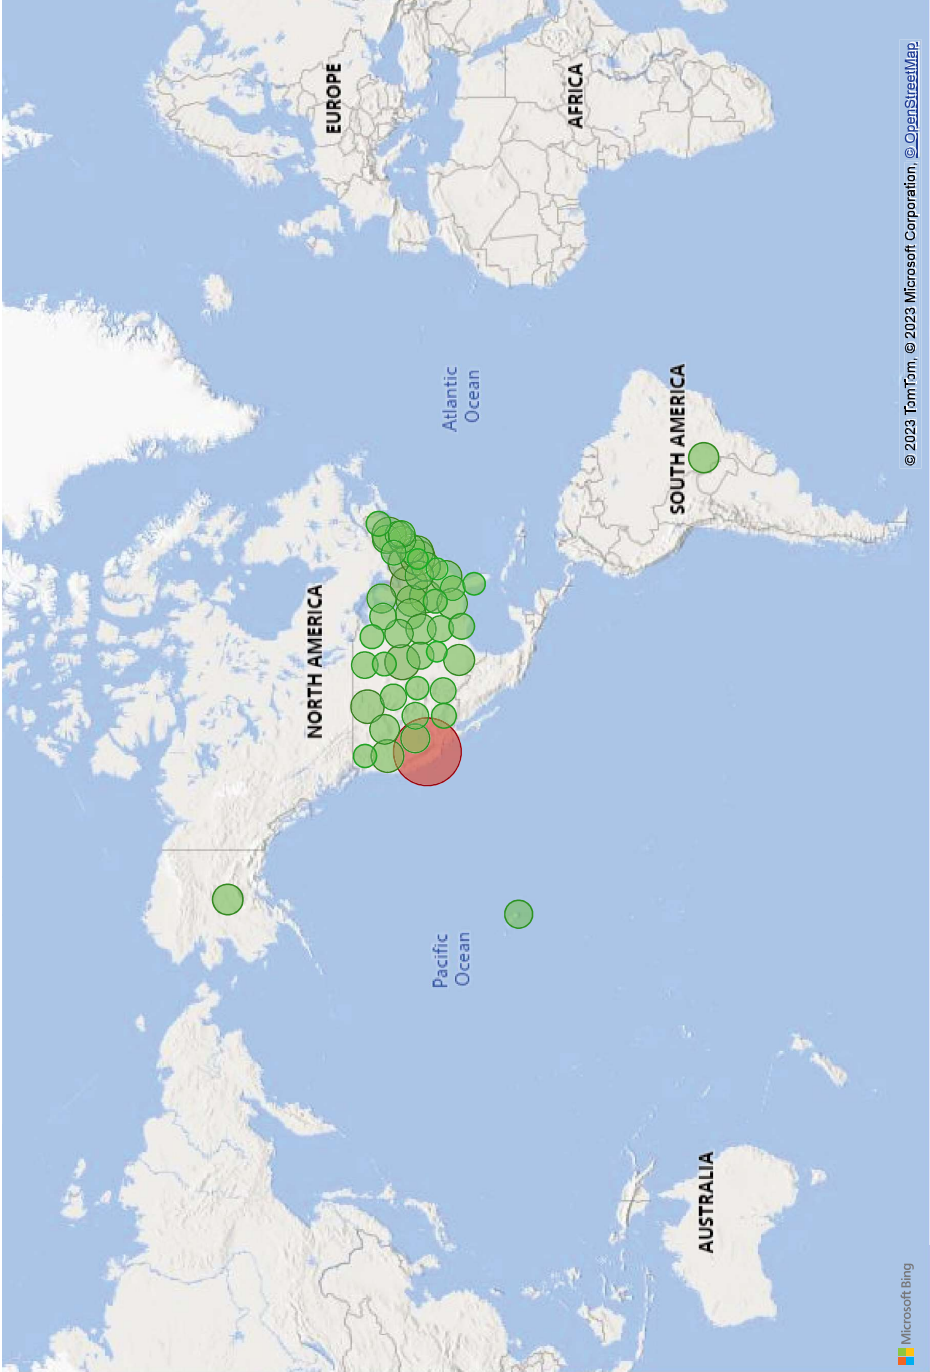 NORTH AMERICA
EUROPE
Pacific
Ocean
Atlantic
Ocean
AFRICA
AUSTRALIA
SOUTH AMERICA
Microsoft Bing
© 2023 TomTom, © 2023 Microsoft Corporation, © OpenStreetMap